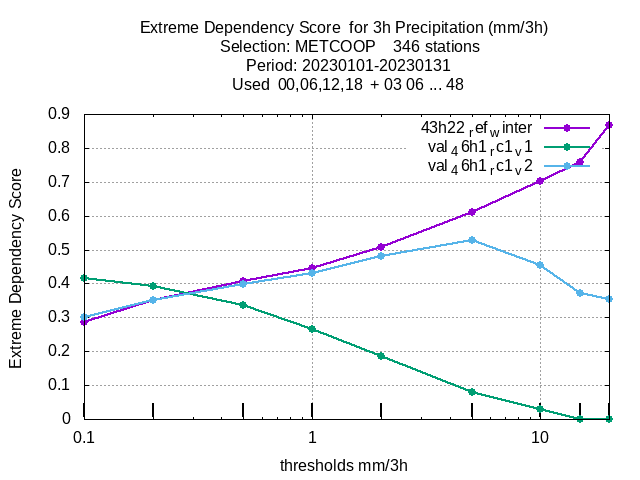 Extreme Dependency Score  for 3h Precipitation (mm/3h)
Selection: METCOOP    346 stations
Period: 20230101-20230131
Used  00,06,12,18  + 03 06 ... 48
43h22 ref winter
val 4 6h1 r c1 v 1
val 4 6h1 r c1 v 2
Extreme Dependency Score
0.9
0.8
0.7
0.6
0.5
0.4
0.3
0.2
0.1
0
0.1 1 10
thresholds mm/3h